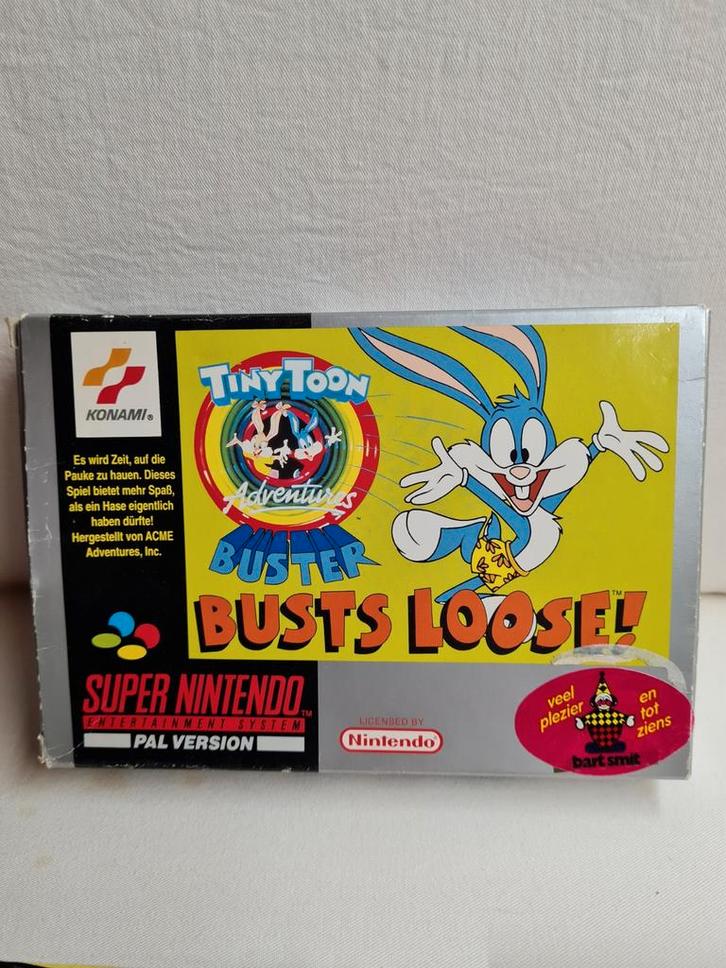 KONAMI®
Es wird Zeit, auf die
Pauke zu hauen. Dieses
Spiel bietet mehr Spaß,
als ein Hase eigentlich
haben dürfte!
Hergestellt von ACME
Adventures, Inc.
TINY TOON
Adventures
BUSTER
BUSTS LOOSE!™
SUPER NINTENDO™
ENTERTAINMENT SYSTEM
PAL VERSION
LICENSED BY
Nintendo®
veel
plezier
en
tot
ziens
bart smit